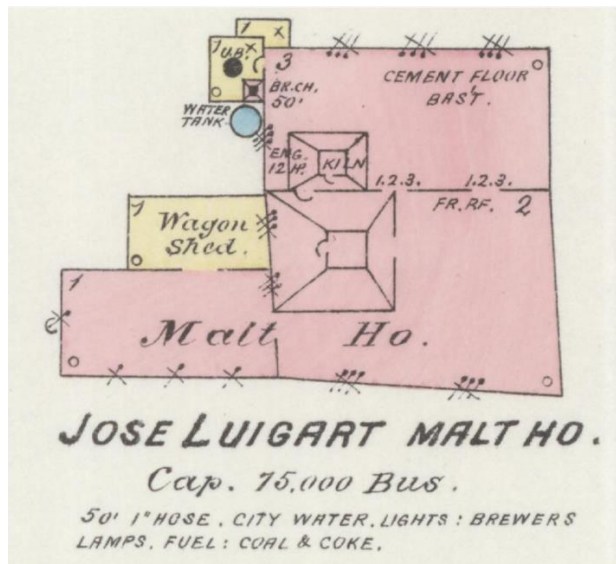 1
1 U.B. X
X
3
CEMENT FLOOR
& BAST.
BR.CH.
50'
WATER
TANK
ENG.
12 H.
KILN
1.2.3. 1.2.3.
FR. RF. 2
1
Wagon
Shed.
1
Malt Ho.
JOSE LUIGART MALT HO.
Cap. 75,000 Bus.
50' 1" HOSE. CITY WATER. LIGHTS: BREWERS
LAMPS. FUEL: COAL & COKE.